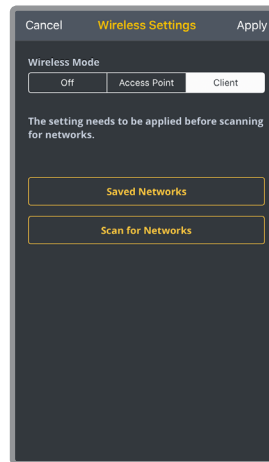 Cancel Wireless Settings Apply
Wireless Mode
Off Access Point Client
The setting needs to be applied before scanning
for networks.
Saved Networks
Scan for Networks